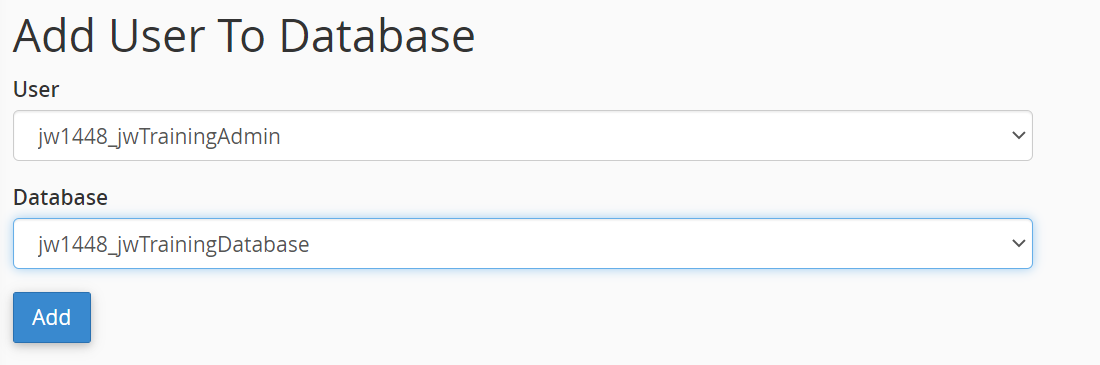 Add User To Database
User
jw1448_jwTrainingAdmin
Database
jw1448_jwTrainingDatabase
Add